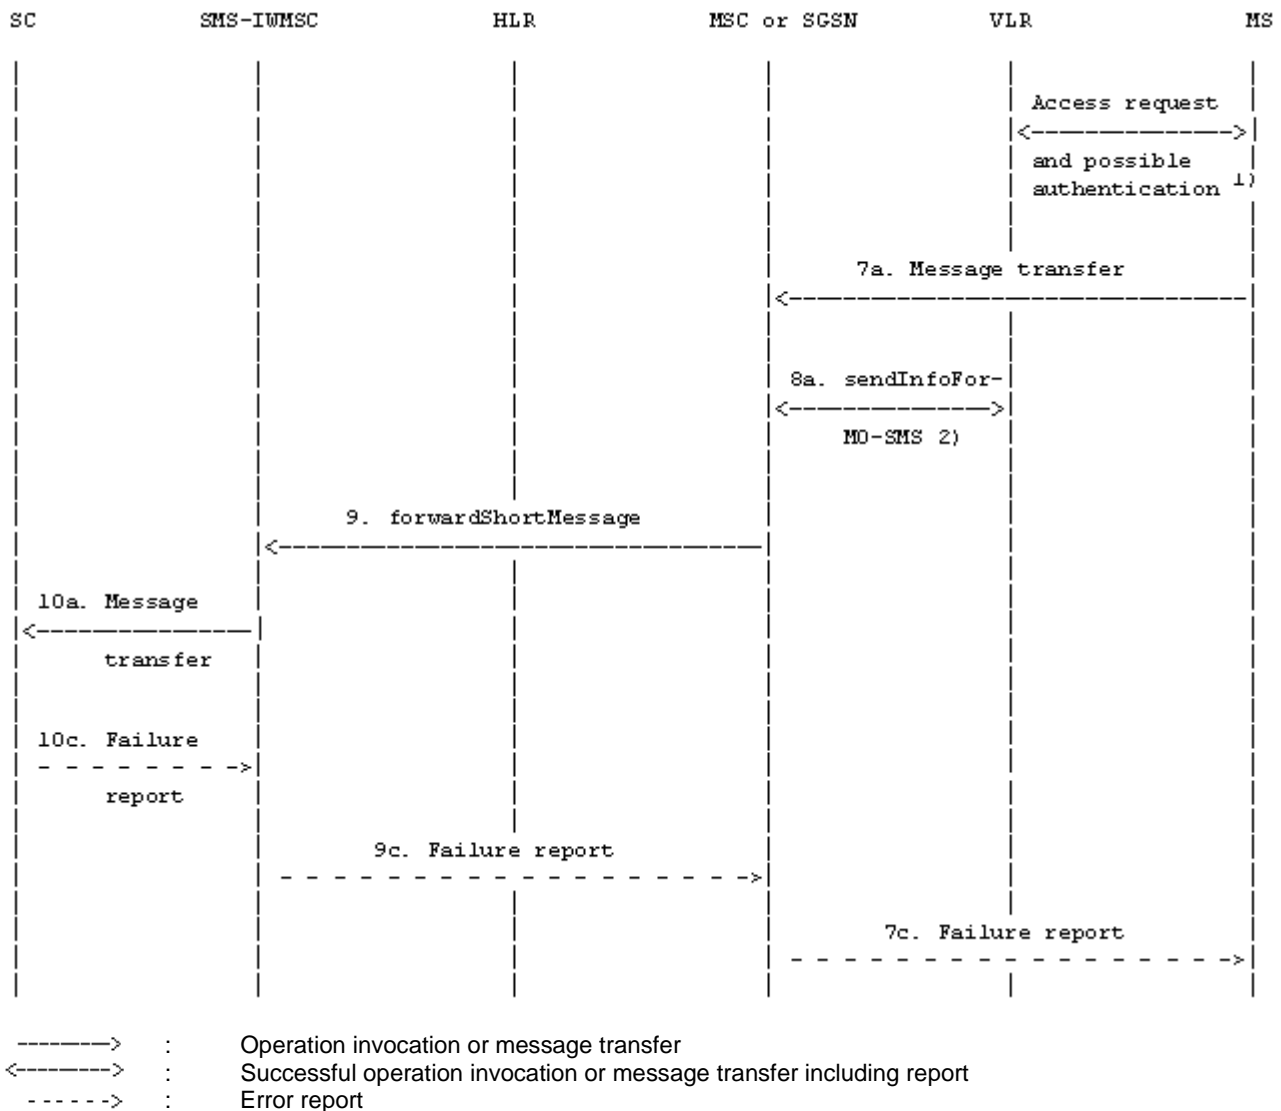 SC SMS-IWMSC HLR MSC or SGSN VLR MS
Access request
and possible
authentication 1)
7a. Message transfer
8a. sendInfoFor-
MO-SMS 2)
9. forwardShortMessage
10a. Message
transfer
10c. Failure
report
9c. Failure report
7c. Failure report
: Operation invocation or message transfer
: Successful operation invocation or message transfer including report
: Error report